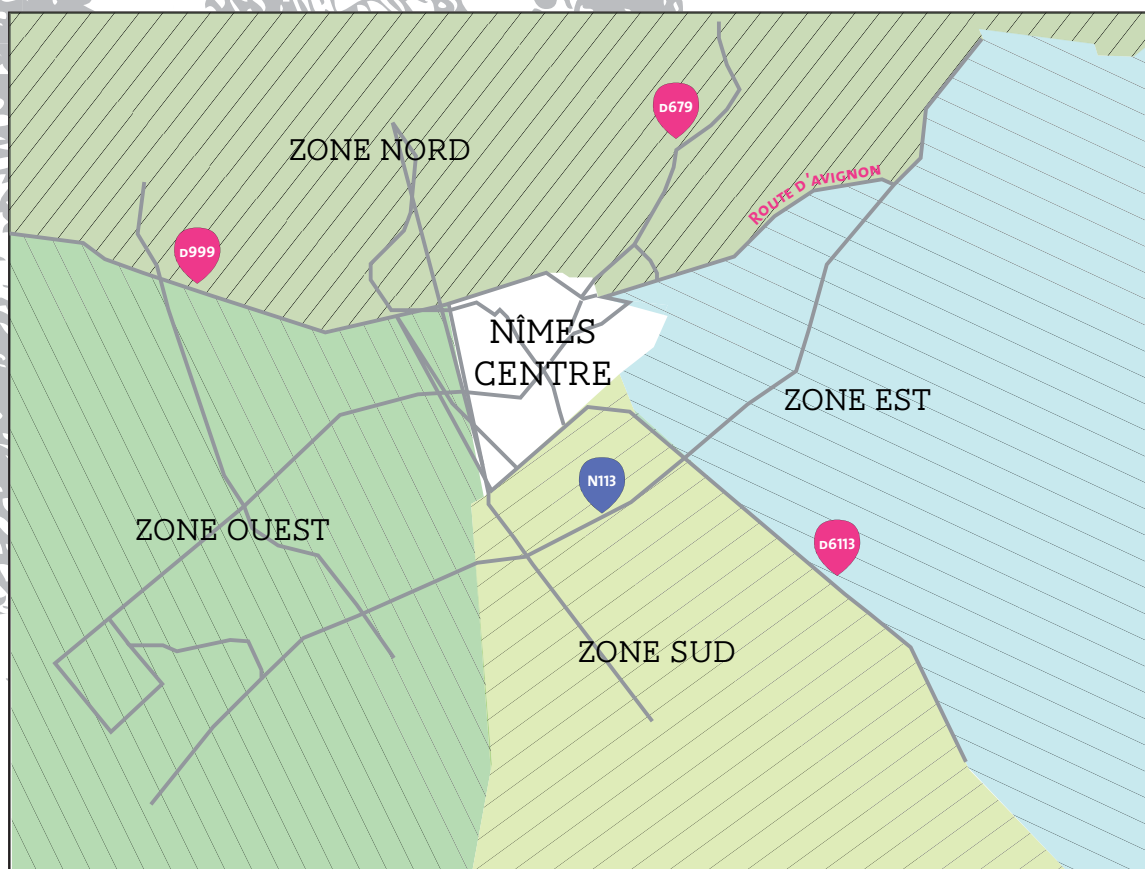 D679
ZONE NORD
ROUTE D'AVIGNON
D999
NÎMES
CENTRE
ZONE EST
N113
ZONE OUEST
D6113
ZONE SUD